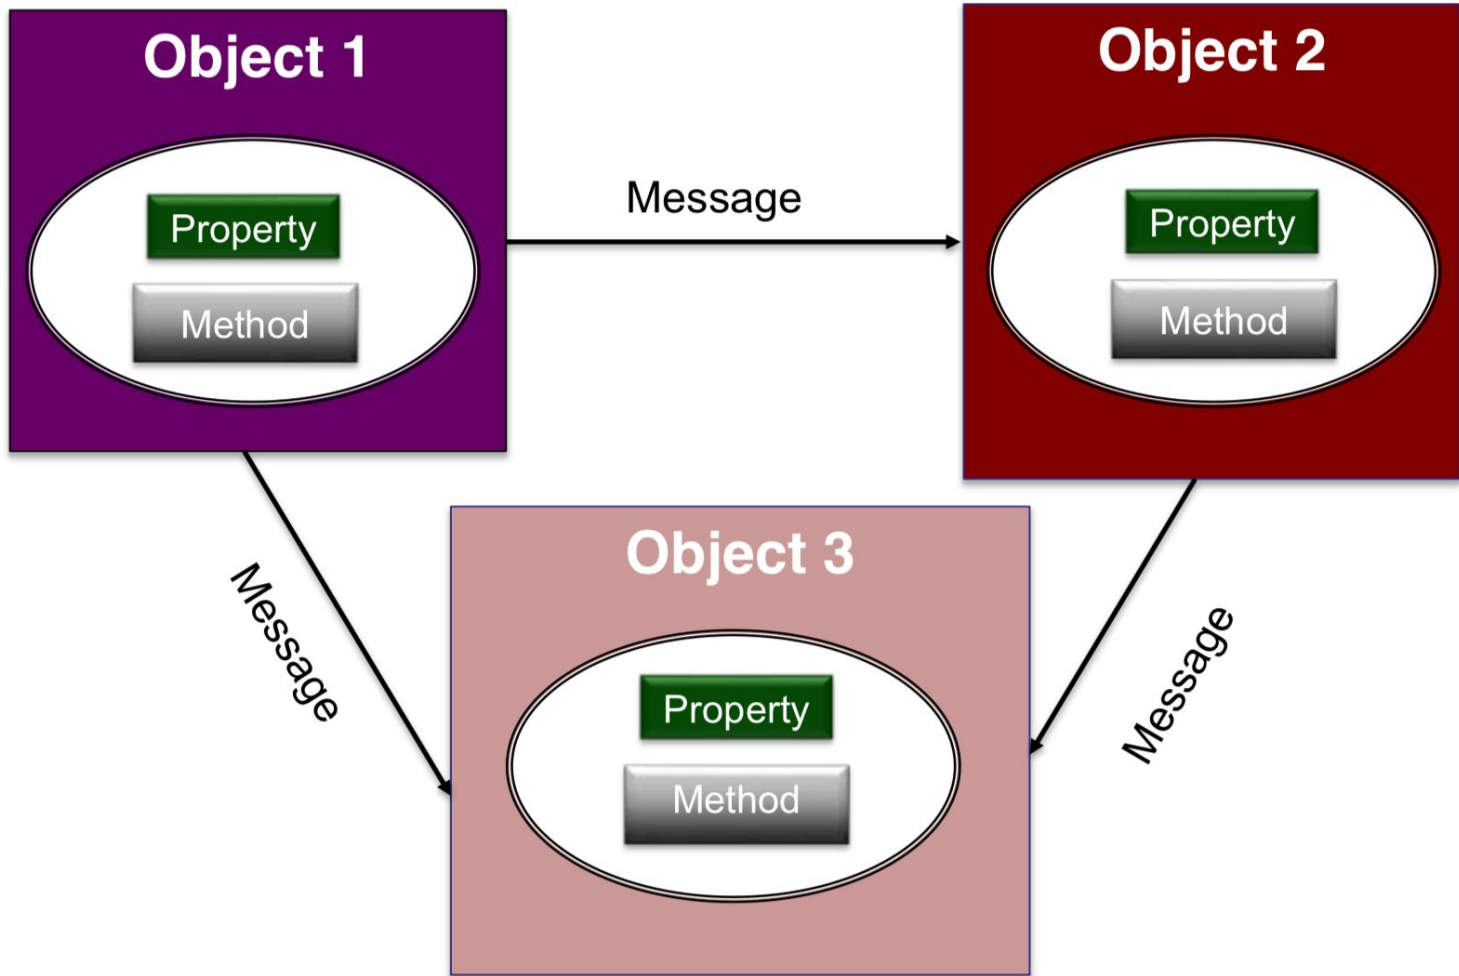 Object 1
Property
Method
Message
Object 2
Property
Method
Message
Object 3
Property
Method
Message